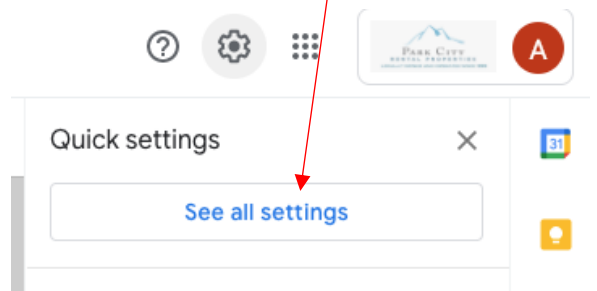 PARK CITY
RENTAL PROPERTIES
A
Quick settings
31
See all settings